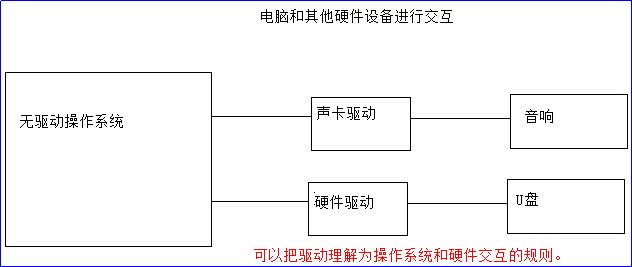 电脑和其他硬件设备进行交互
无驱动操作系统
声卡驱动
音响
硬件驱动
U盘
可以把驱动理解为操作系统和硬件交互的规则。